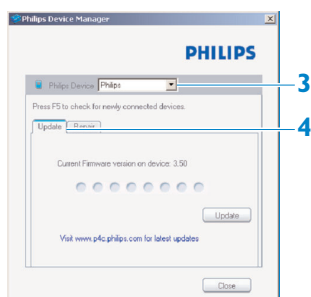 Philips Device Manager
PHILIPS
Philips Device Philips
3
Press F5 to check for newly connected devices.
Update Repair
4
Current Firmware version on device: 3.50
Update
Visit www.p4c.philips.com for latest updates
Close